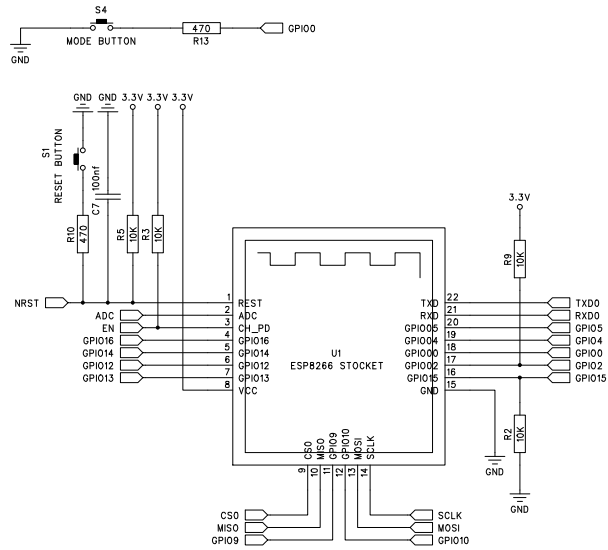 S4
470
GPIO0
MODE BUTTON
R13
GND
GND GND 3.3V 3.3V 3.3V
S1
RESET BUTTON
C7 100nf
R10
470
R5
10K
R3
10K
3.3V
R9
10K
NRST
ADC
EN
GPIO16
GPIO14
GPIO12
GPIO13
1 REST
2 ADC
3 CH_PD
4 GPIO16
5 GPIO14
6 GPIO12
7 GPIO13
8 VCC
U1
ESP8266 STOCKET
TXD 22 TXD0
RXD 21 RXD0
GPIO05 20 GPIO5
GPIO04 19 GPIO4
GPIO00 18 GPIO0
GPIO02 17 GPIO2
GPIO15 16 GPIO15
GND 15
CS0 9
MISO 10
GPIO9 11
GPIO10 12
MOSI 13
SCLK 14
R2
10K
GND
GND
CS0
MISO
GPIO9
SCLK
MOSI
GPIO10